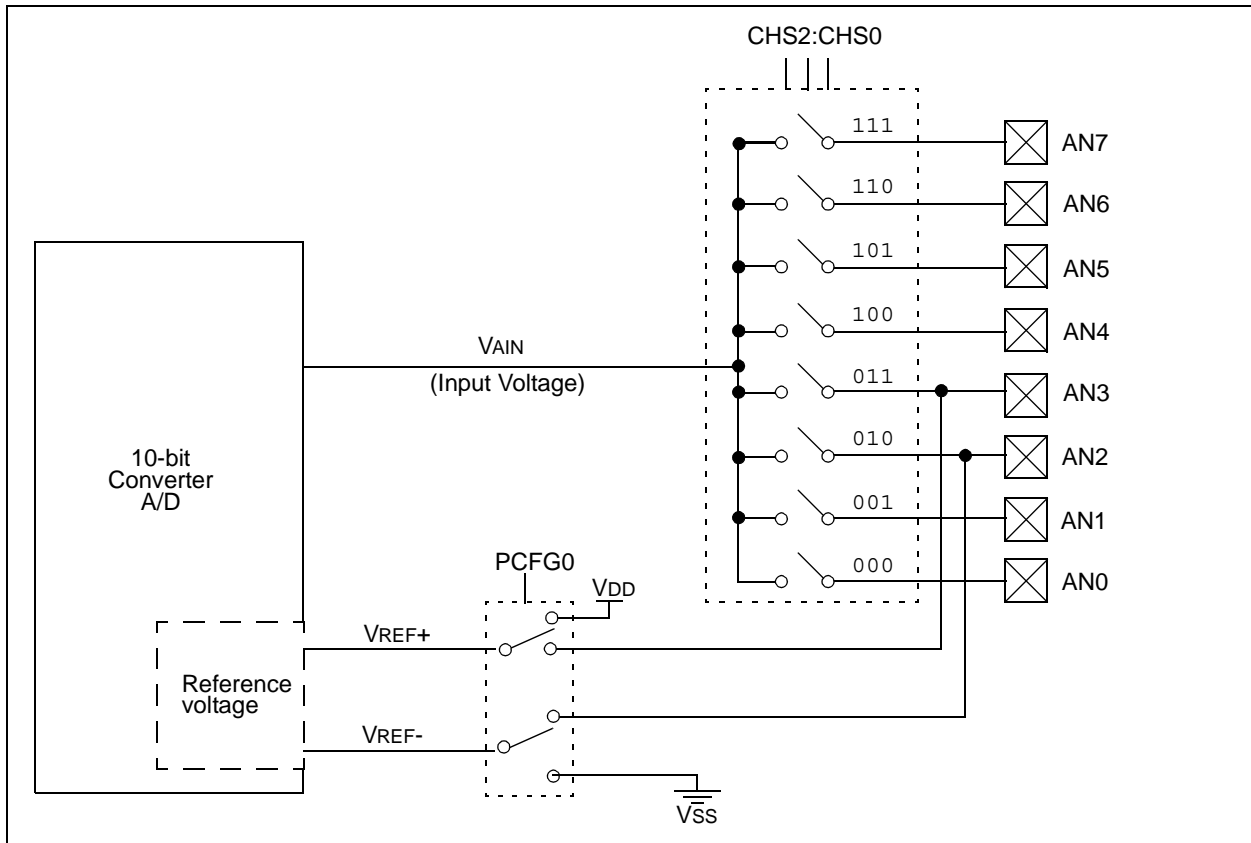 CHS2:CHS0
111
AN7
110
AN6
101
AN5
100
AN4
VAIN
(Input Voltage)
011
AN3
010
AN2
10-bit
Converter
A/D
001
AN1
PCFG0
000
AN0
VDD
VREF+
Reference
voltage
VREF-
VSS